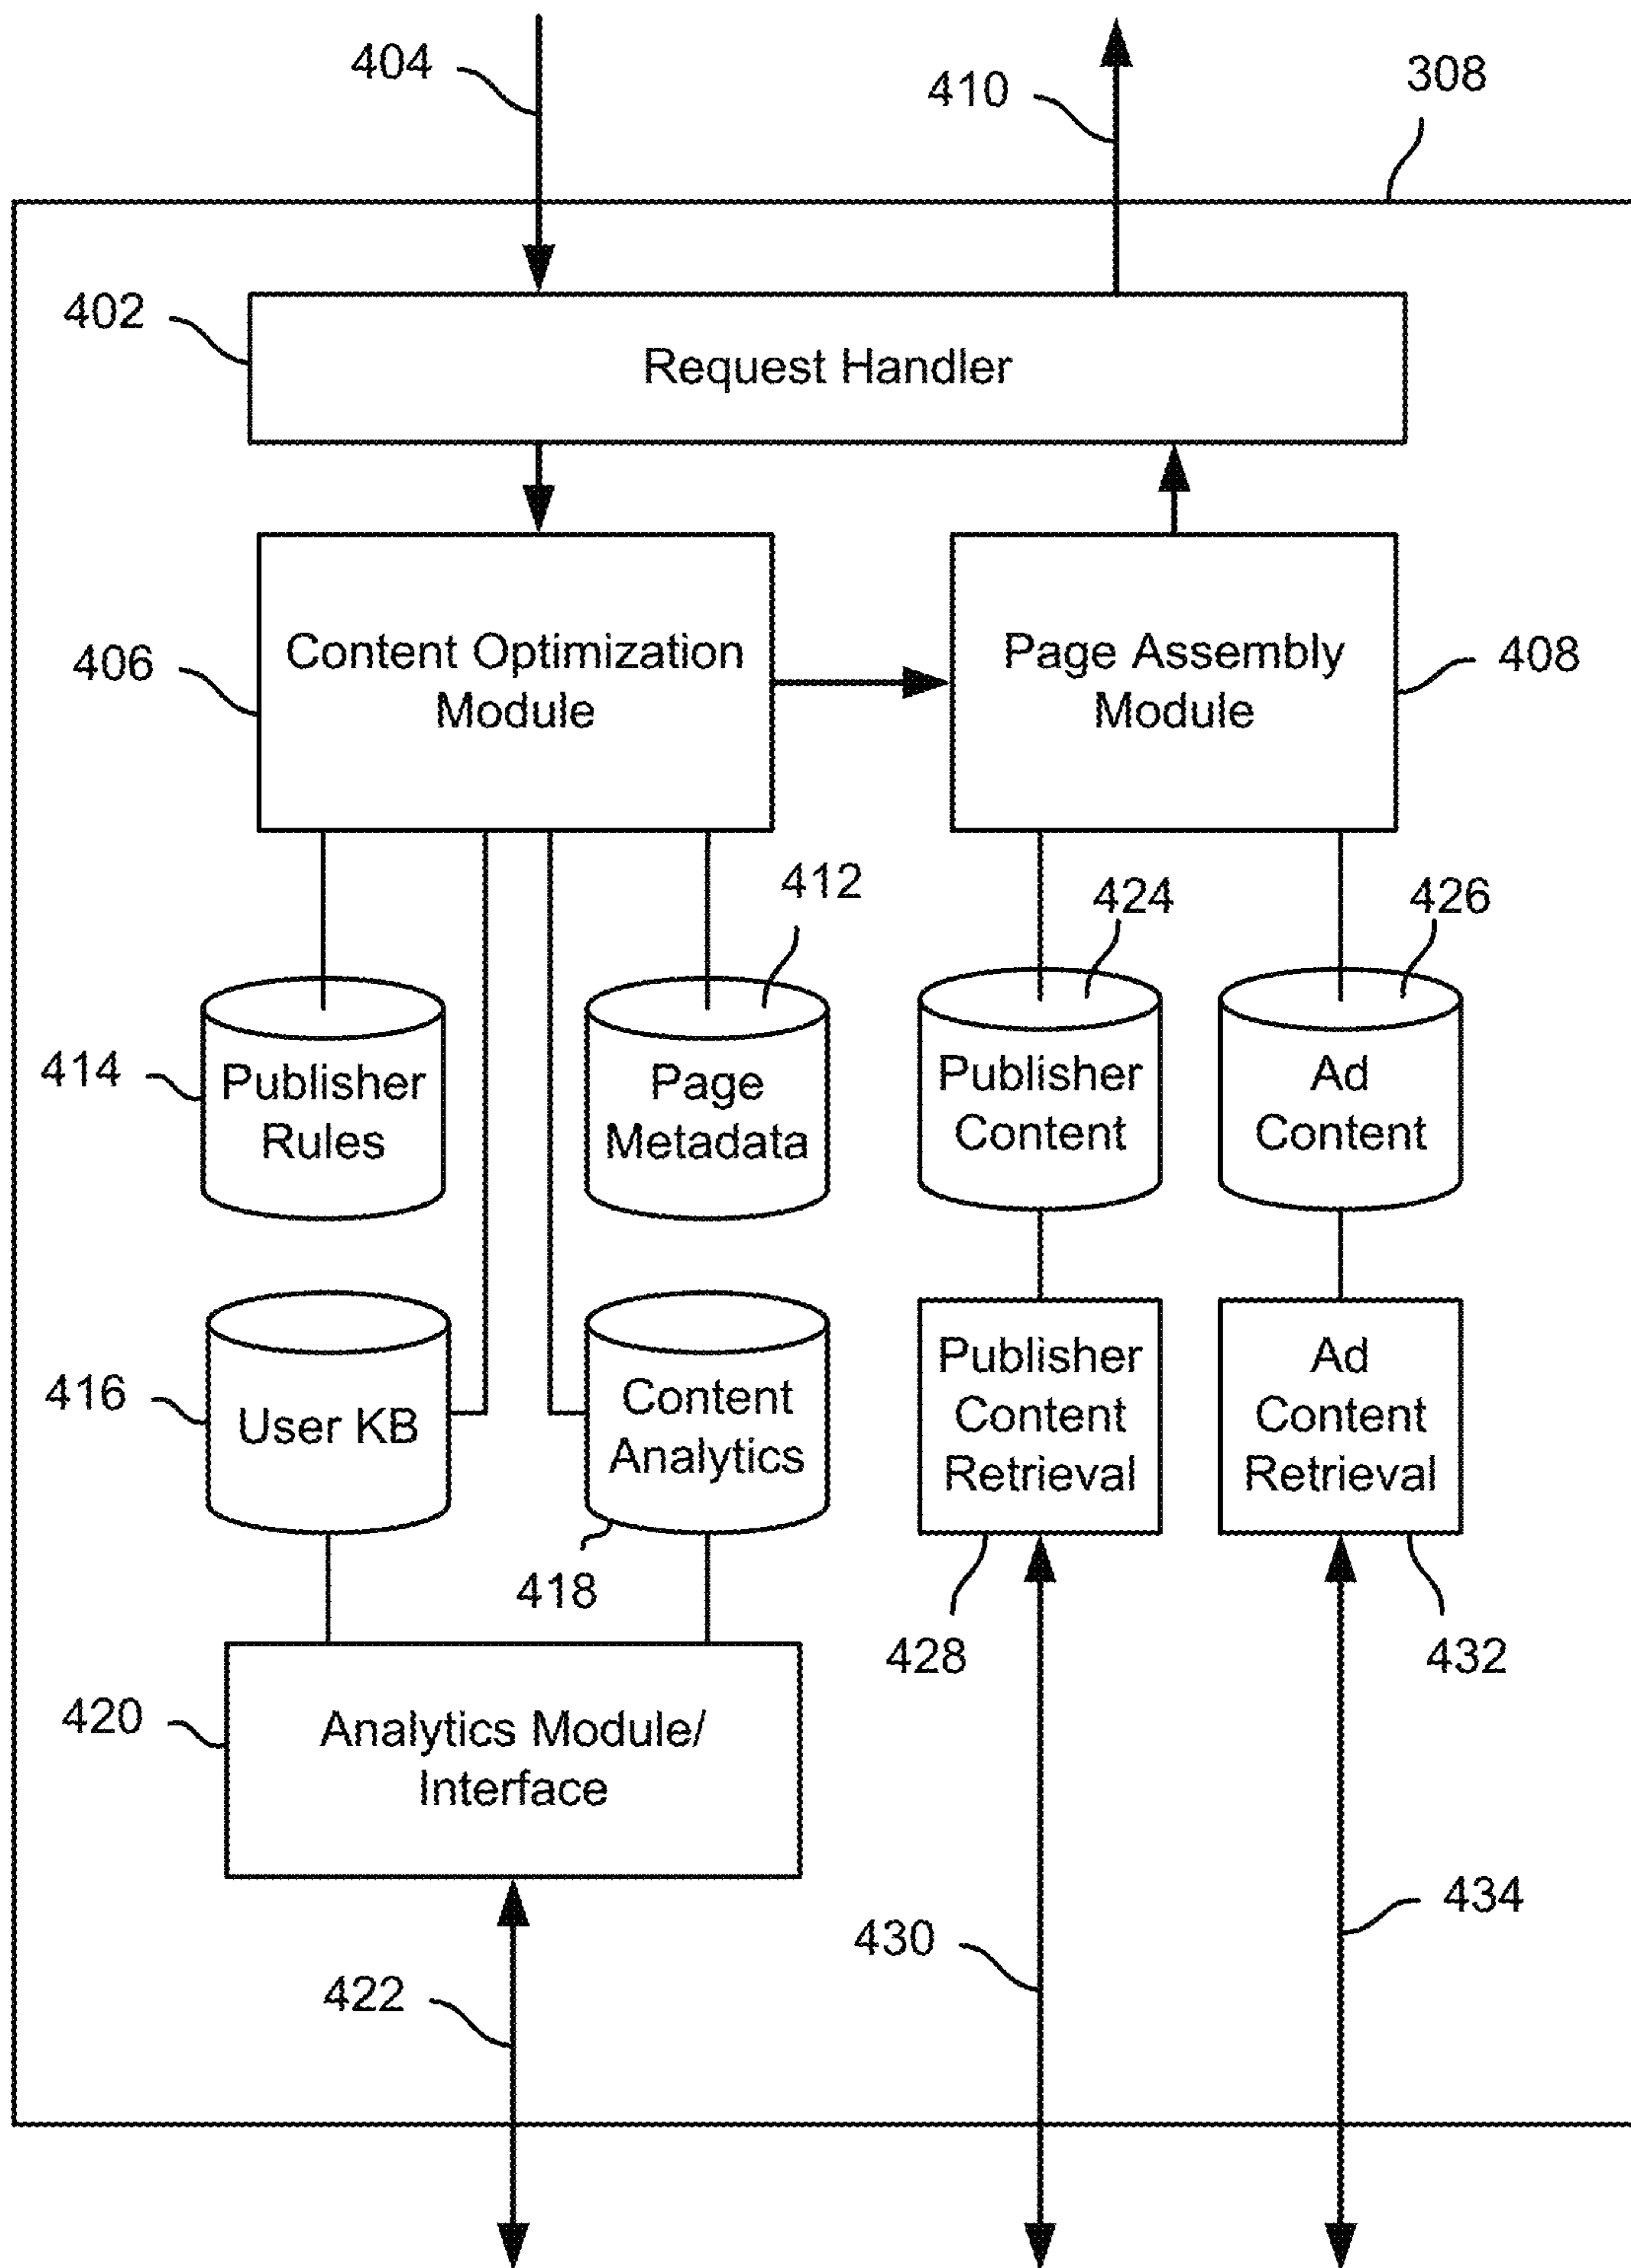 404
410
308
402
Request Handler
406
Content Optimization
Module
Page Assembly
Module
408
412
424
426
414
Publisher
Rules
Page
Metadata
Publisher
Content
Ad
Content
416
User KB
Content
Analytics
418
Publisher
Content
Retrieval
Ad
Content
Retrieval
428
432
420
Analytics Module/
Interface
422
430
434